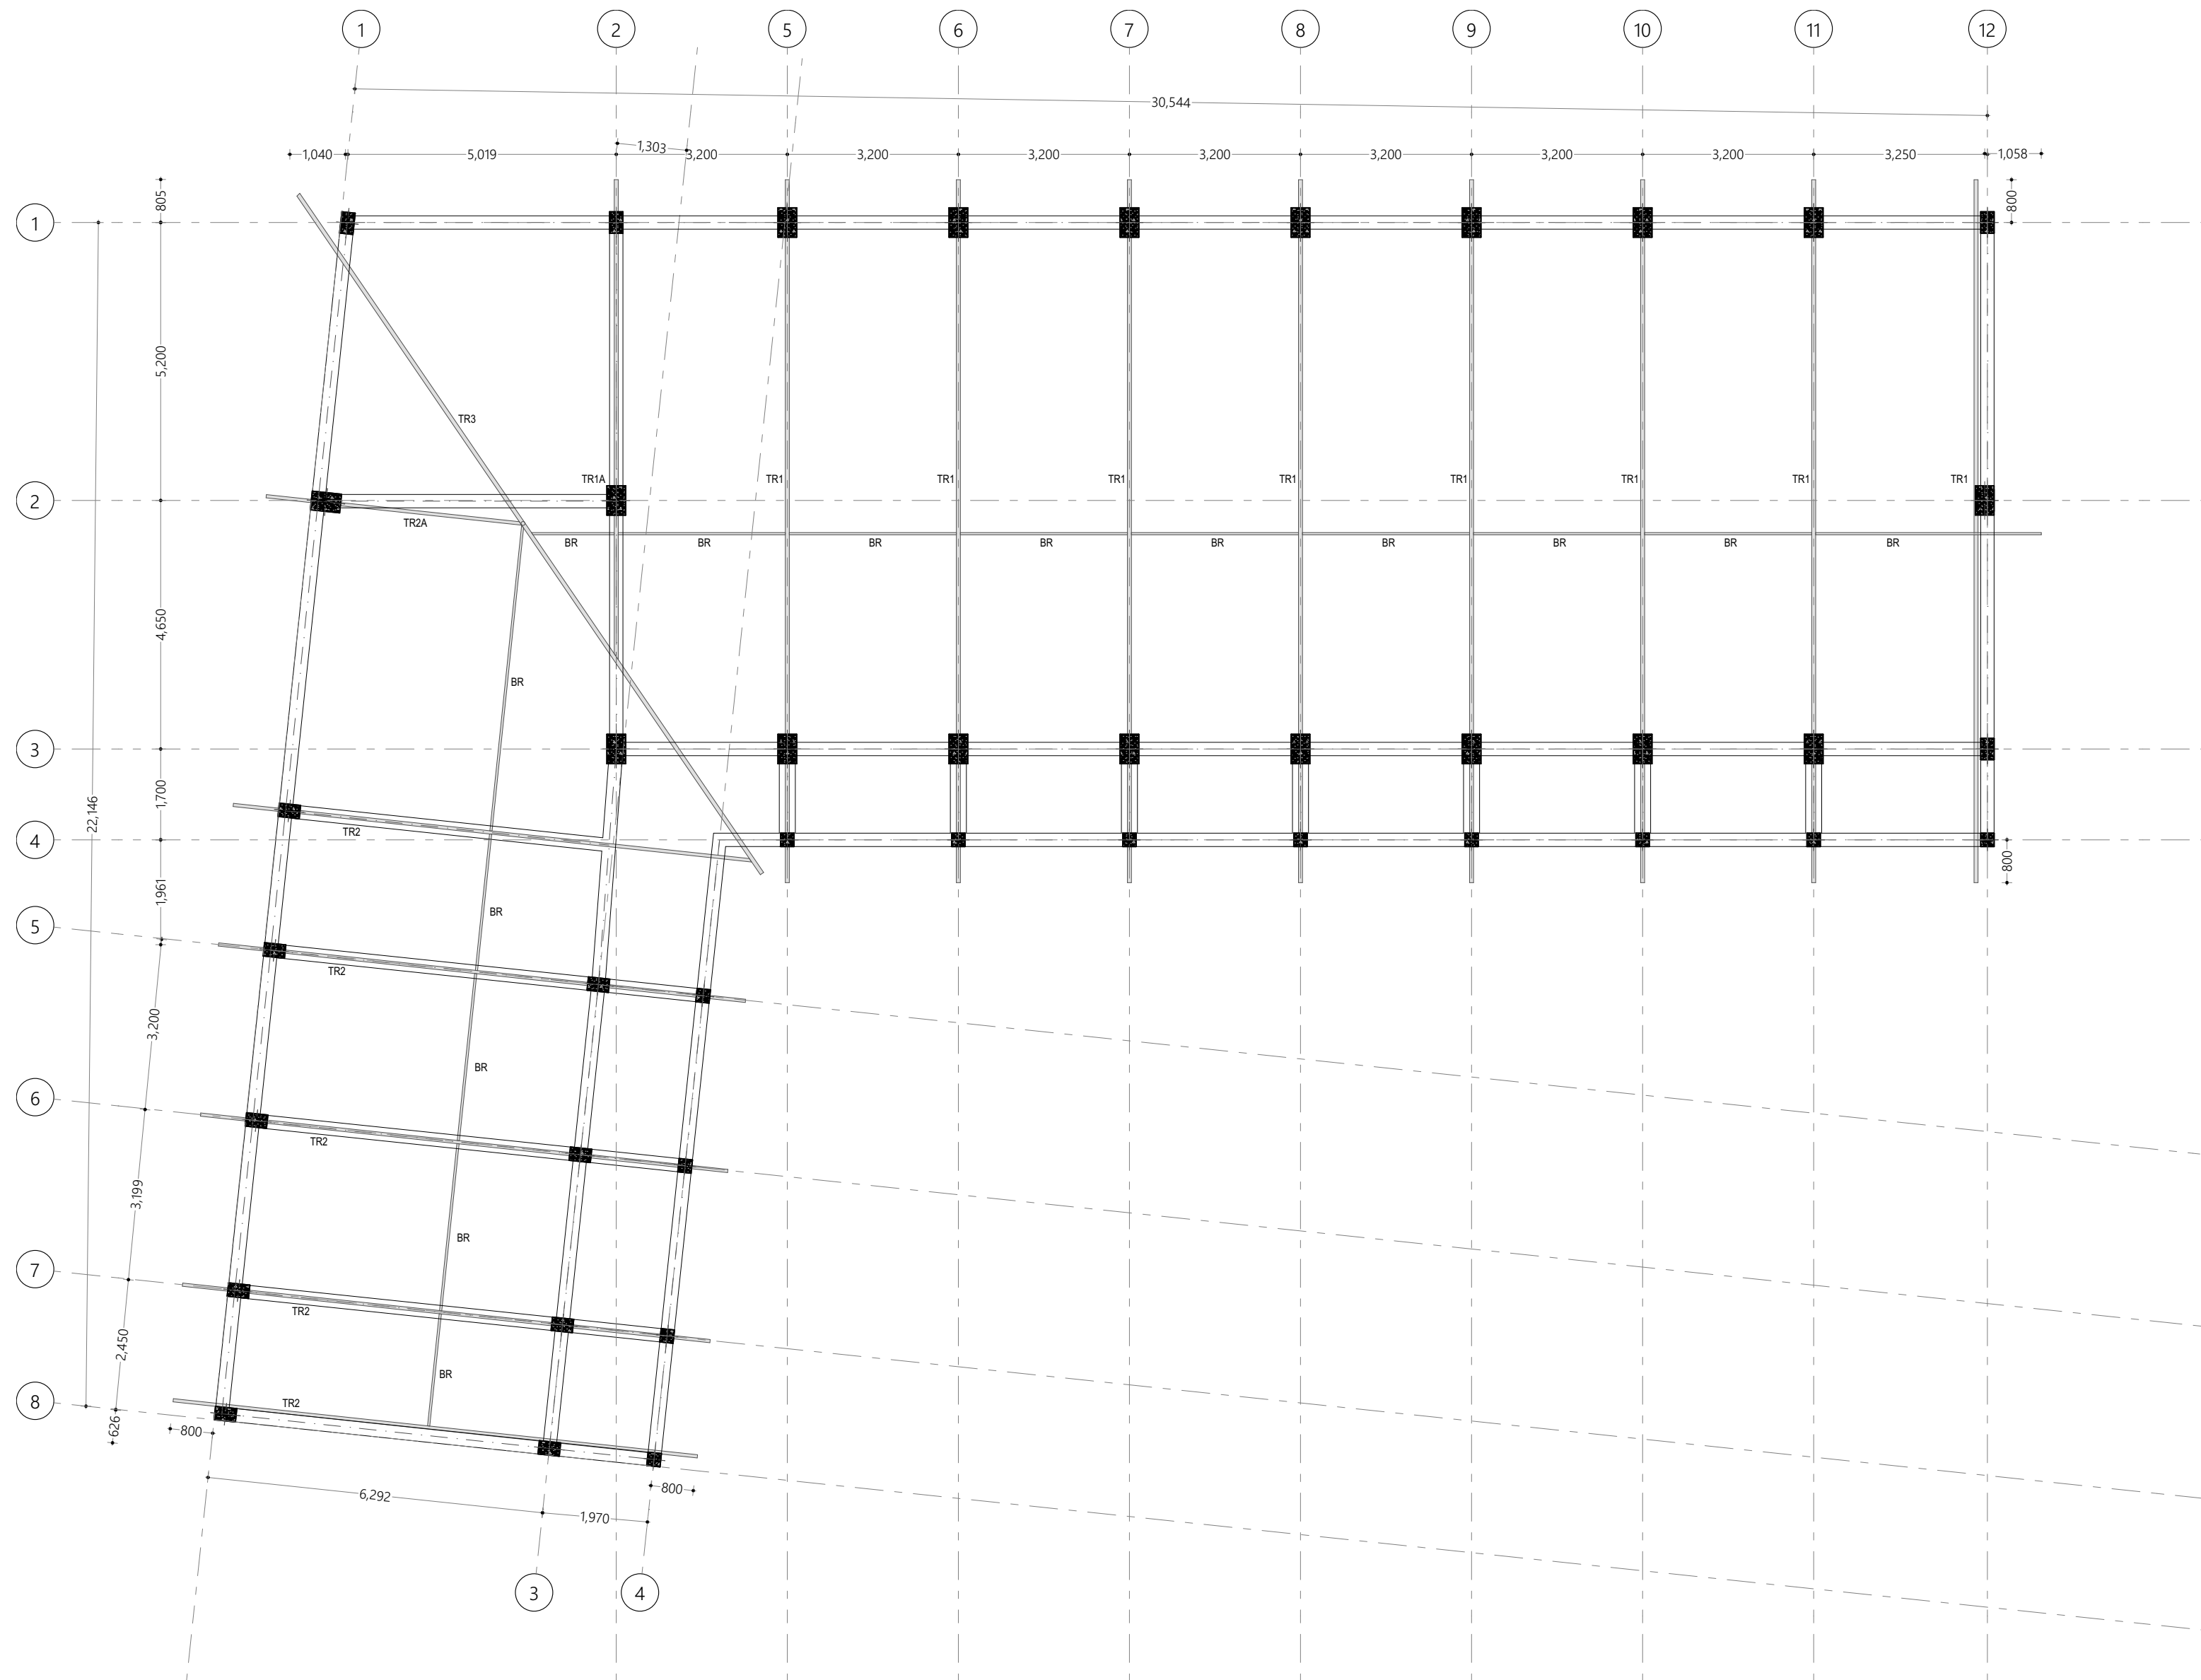 1 2 5 6 7 8 9 10 11 12
30,544
1,303
1,040 5,019 3,200 3,200 3,200 3,200 3,200 3,200 3,200 3,250 1,058
805
800
1
5,200
TR3
TR1A TR1 TR1 TR1 TR1 TR1 TR1 TR1 TR1
2
TR2A
BR BR BR BR BR BR BR BR BR
4,650
BR
3
1,700
22,146
TR2
4
800
1,961
BR
5
TR2
3,200
BR
6
TR2
3,199
BR
7
TR2
2,450
BR
8
TR2
626
800
800
6,292
1,970
3 4